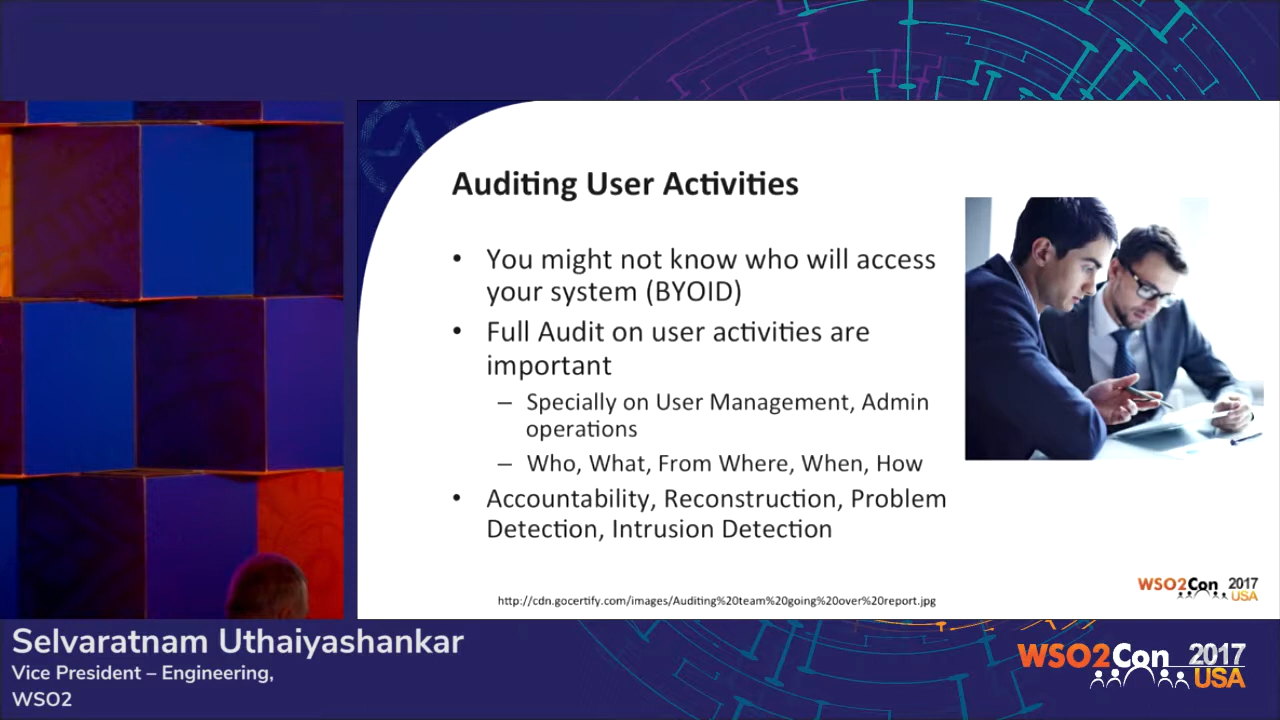 Auditing User Activities
• You might not know who will access
your system (BYOID)
• Full Audit on user activities are
important
– Specially on User Management, Admin
operations
– Who, What, From Where, When, How
• Accountability, Reconstruction, Problem
Detection, Intrusion Detection
http://cdn.gocertify.com/images/Auditing%20team%20going%20over%20report.jpg
WSO2Con 2017
USA
Selvaratnam Uthaiyashankar
Vice President – Engineering,
WSO2
WSO2Con 2017
USA